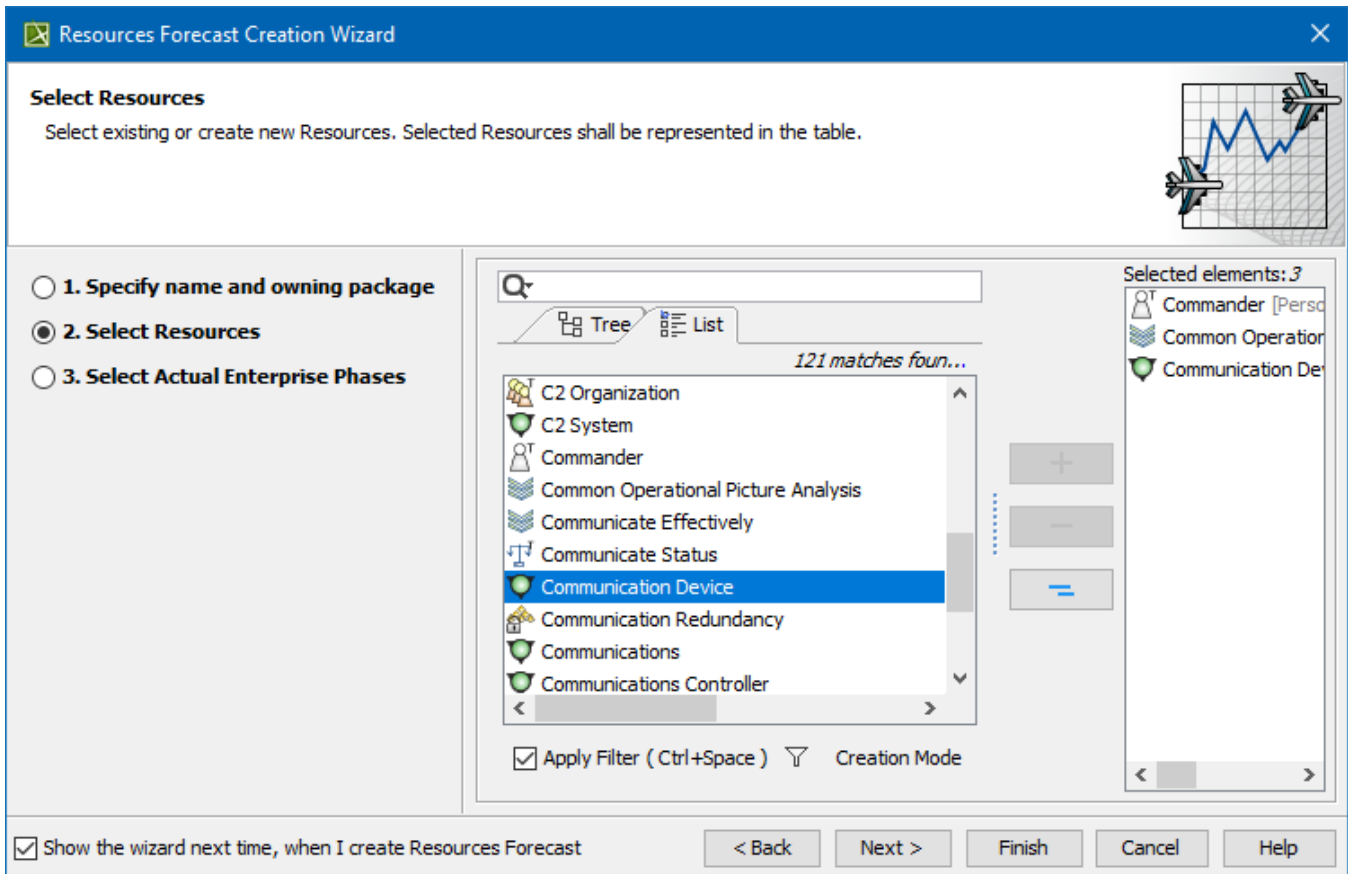 Resources Forecast Creation Wizard
Select Resources
Select existing or create new Resources. Selected Resources shall be represented in the table.
1. Specify name and owning package
2. Select Resources
3. Select Actual Enterprise Phases
Tree
List
121 matches foun...
C2 Organization
C2 System
Commander
Common Operational Picture Analysis
Communicate Effectively
Communicate Status
Communication Device
Communication Redundancy
Communications
Communications Controller
Apply Filter ( Ctrl+Space )
Creation Mode
Selected elements: 3
Commander [Perso
Common Operation
Communication De
Show the wizard next time, when I create Resources Forecast
< Back
Next >
Finish
Cancel
Help